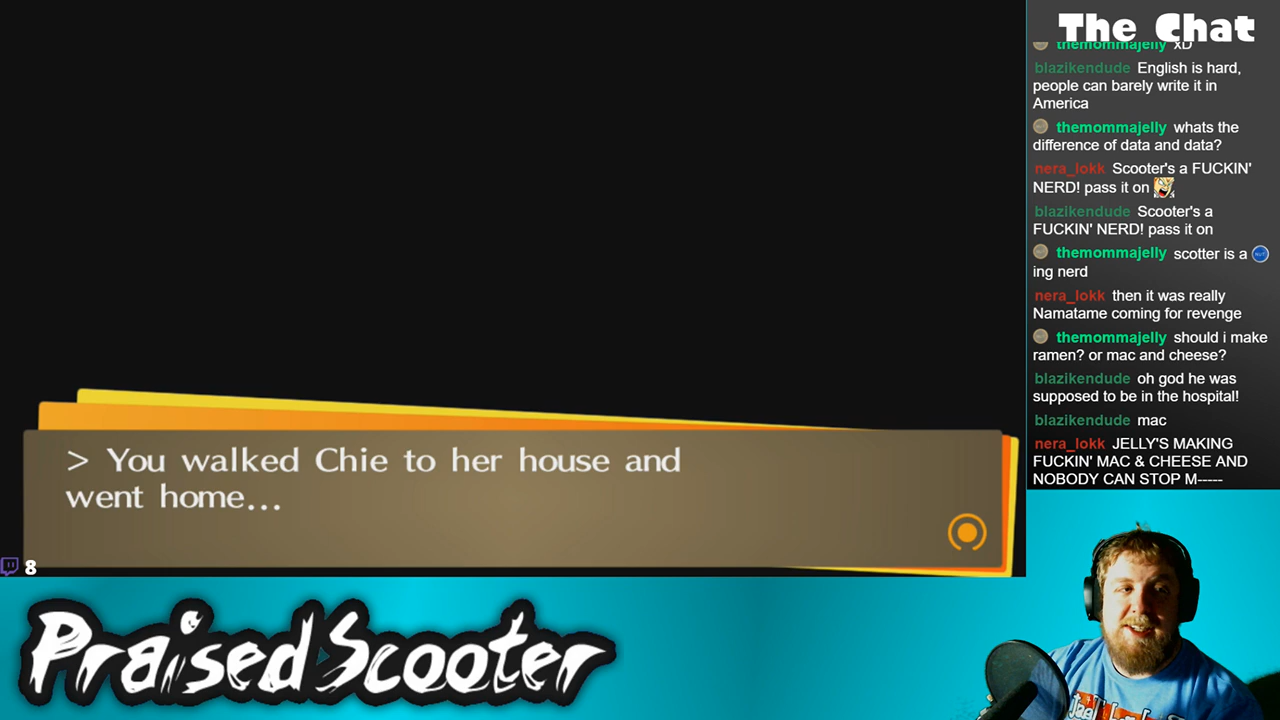 The Chat
themommajelly xD
blazikendude English is hard,
people can barely write it in
America
themommajelly whats the
difference of data and data?
nera_lokk Scooter's a FUCKIN'
NERD! pass it on
blazikendude Scooter's a
FUCKIN' NERD! pass it on
themommajelly scotter is a
ing nerd
nera_lokk then it was really
Namatame coming for revenge
themommajelly should i make
ramen? or mac and cheese?
blazikendude oh god he was
supposed to be in the hospital!
blazikendude mac
nera_lokk JELLY'S MAKING
FUCKIN' MAC & CHEESE AND
NOBODY CAN STOP M-----
> You walked Chie to her house and
went home...
8
PraisedScooter